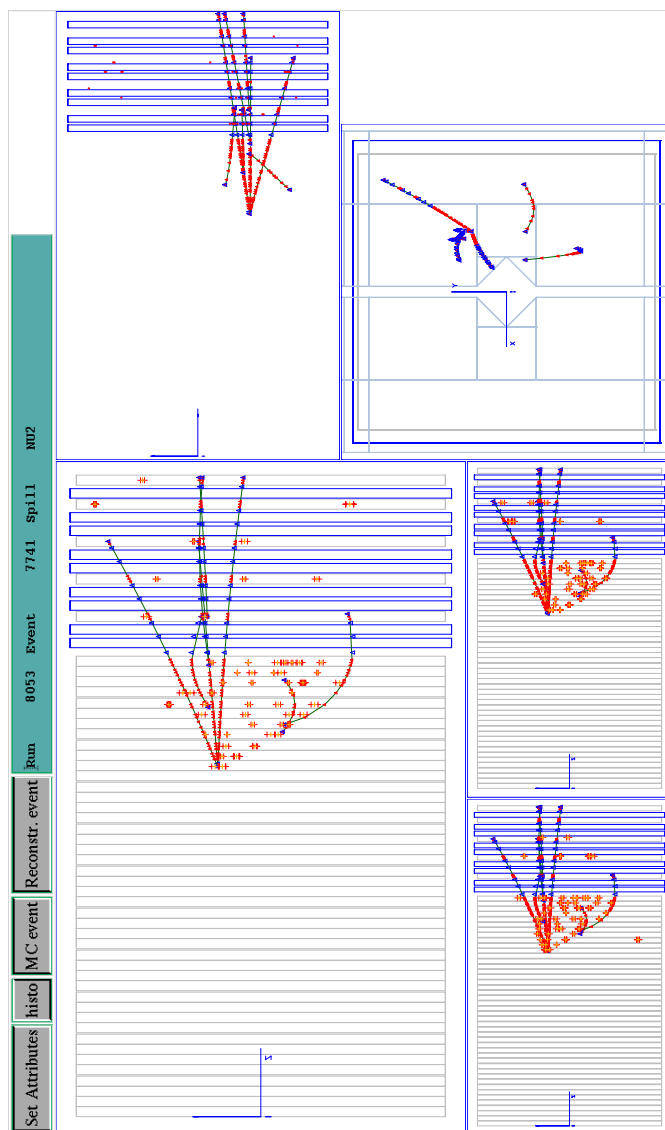 Set Attributes histo MC event Reconstr. event Run 8053 Event 7741 Spill NU2
Y
X
Z
Z
Z